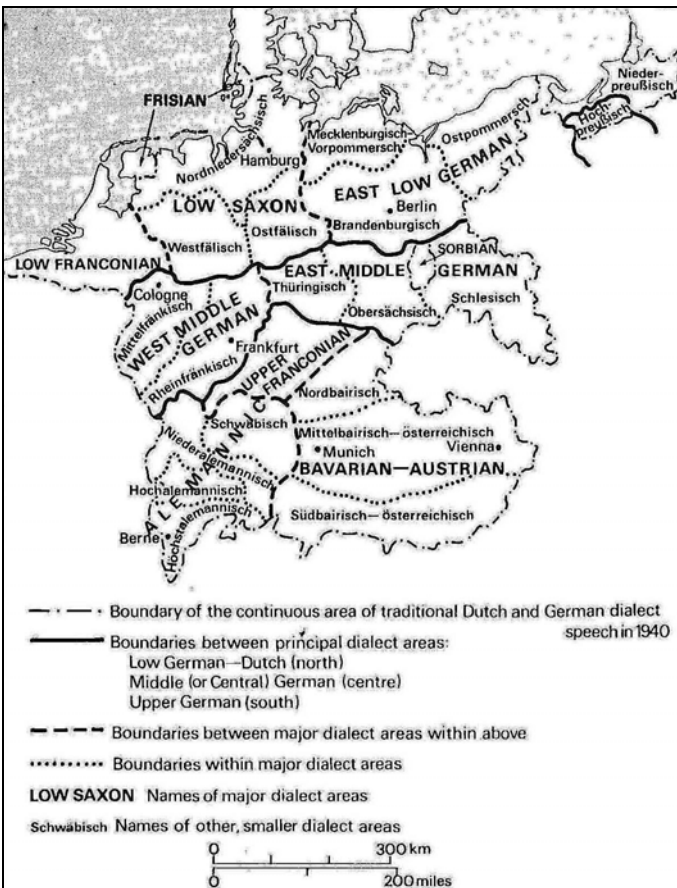 Nieder-
preußisch
Hoch-
preußisch
FRISIAN
Mecklenburgisch
Vorpommersch
Ostpommersch
Nordniedersächsisch
Hamburg
EAST LOW GERMAN
LOW SAXON
Berlin
Ostfälisch
Brandenburgisch
Westfälisch
SORBIAN
LOW FRANCONIAN
EAST MIDDLE GERMAN
Cologne
Thüringisch
Schlesisch
Mittelfränkisch
Obersächsisch
WEST MIDDLE
GERMAN
Frankfurt
UPPER
FRANCONIAN
Rheinfränkisch
Nordbairisch
Schwäbisch
Mittelbairisch—österreichisch
Niederalemannisch
Munich
Vienna
BAVARIAN—AUSTRIAN
ALEMANNIC
Hochalemannisch
Südbairisch—österreichisch
Berne
Höchstalemannisch
Boundary of the continuous area of traditional Dutch and German dialect
speech in 1940
Boundaries between principal dialect areas:
Low German—Dutch (north)
Middle (or Central) German (centre)
Upper German (south)
Boundaries between major dialect areas within above
Boundaries within major dialect areas
LOW SAXON Names of major dialect areas
Schwäbisch Names of other, smaller dialect areas
0 300 km
0 200 miles